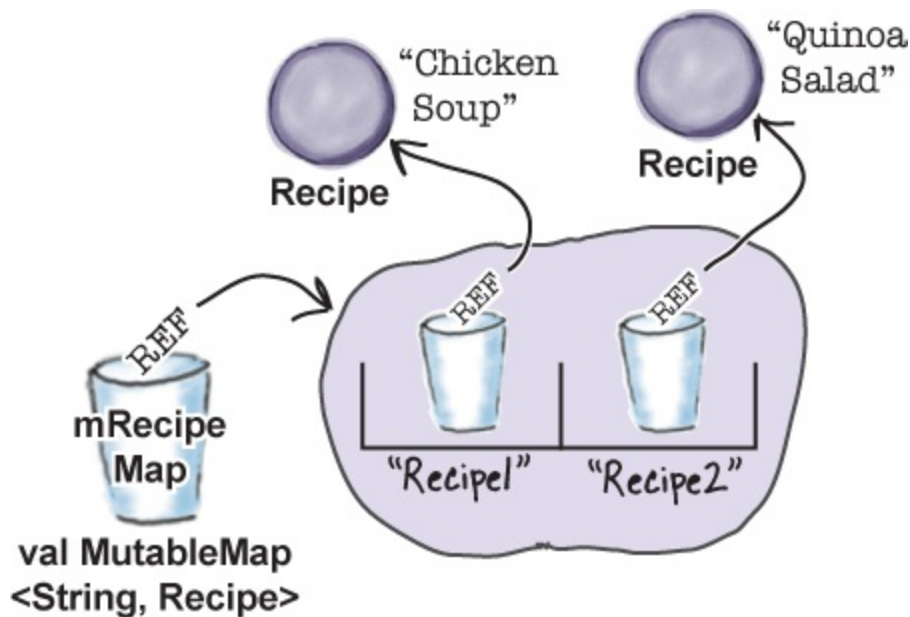 “Chicken
Soup”
Recipe
“Quinoa
Salad”
Recipe
REF
REF
REF
mRecipe
Map
“Recipe1”
“Recipe2”
val MutableMap
<String, Recipe>